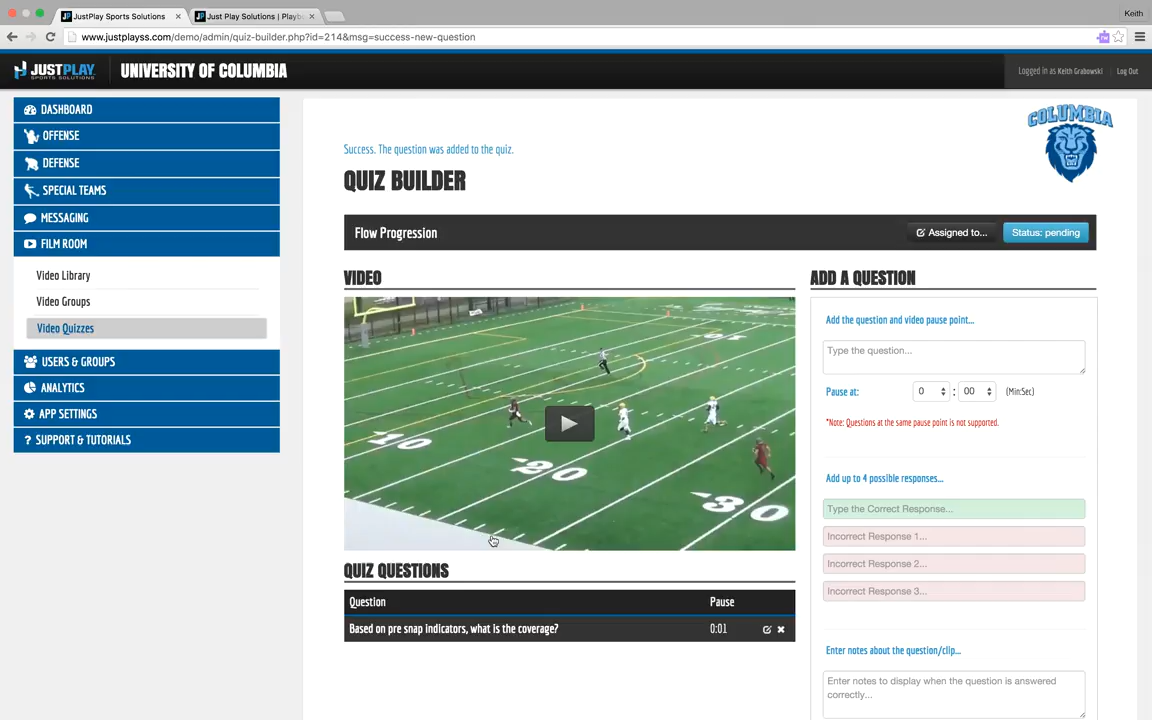 JustPlay Sports Solutions
Just Play Solutions | Playb
Keith
www.justplayss.com/demo/admin/quiz-builder.php?id=214&msg=success-new-question
JUSTPLAY
SPORTS SOLUTIONS
UNIVERSITY OF COLUMBIA
Logged in as Keith Grabowski
Log Out
DASHBOARD
OFFENSE
DEFENSE
SPECIAL TEAMS
MESSAGING
FILM ROOM
Video Library
Video Groups
Video Quizzes
USERS & GROUPS
ANALYTICS
APP SETTINGS
? SUPPORT & TUTORIALS
COLUMBIA
Success. The question was added to the quiz.
QUIZ BUILDER
Flow Progression
Assigned to...
Status: pending
VIDEO
10
20
30
QUIZ QUESTIONS
Question Pause
Based on pre snap indicators, what is the coverage? 0:01
ADD A QUESTION
Add the question and video pause point...
Type the question...
Pause at: 0 : 00 (Min:Sec)
*Note: Questions at the same pause point is not supported.
Add up to 4 possible responses...
Type the Correct Response...
Incorrect Response 1...
Incorrect Response 2...
Incorrect Response 3...
Enter notes about the question/clip...
Enter notes to display when the question is answered
correctly...